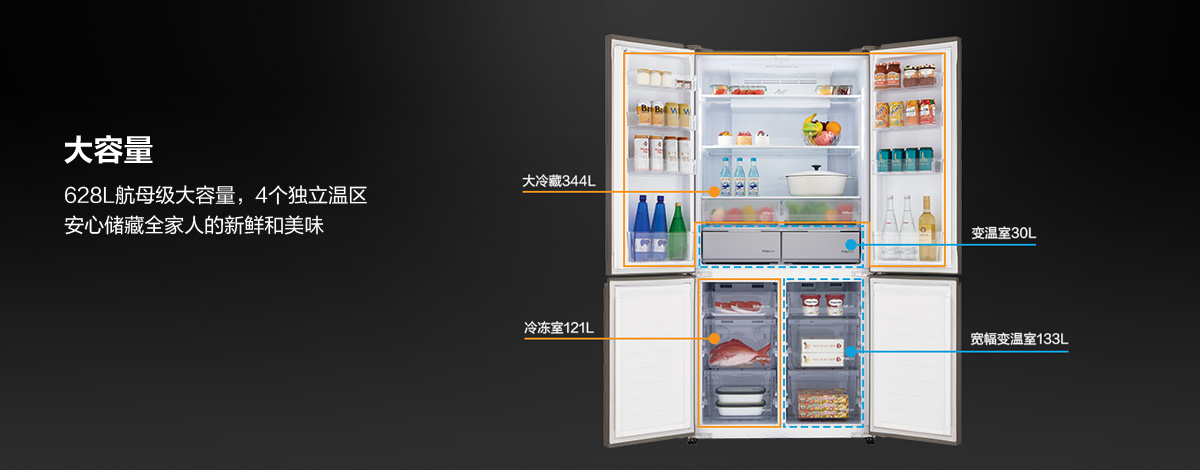 大容量
628L航母级大容量，4个独立温区
安心储藏全家人的新鲜和美味
大冷藏344L
变温室30L
冷冻室121L
宽幅变温室133L